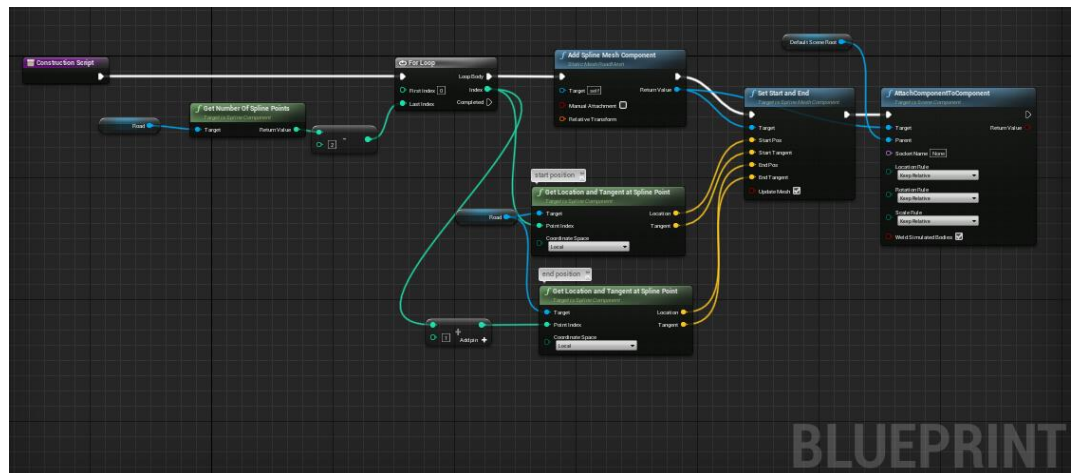 Construction Script
Road
Get Number Of Spline Points
Target is Spline Component
Target
Return Value
-
2
For Loop
First Index 0
Last Index
Loop Body
Index
Completed
Add Spline Mesh Component
Target self
Manual Attachment
Relative Transform
Return Value
start position
Road
Get Location and Tangent at Spline Point
Target is Spline Component
Target
Point Index
Coordinate Space
Local
Location
Tangent
end position
Get Location and Tangent at Spline Point
Target is Spline Component
Target
Point Index
Coordinate Space
Local
Location
Tangent
1
+
Add pin +
Set Start and End
Target is Spline Mesh Component
Target
Start Pos
Start Tangent
End Pos
End Tangent
Update Mesh
Default Scene Root
AttachComponentToComponent
Target is Scene Component
Target
Parent
Socket Name None
Location Rule
Keep Relative
Rotation Rule
Keep Relative
Scale Rule
Keep Relative
Weld Simulated Bodies
Return Value
BLUEPRINT